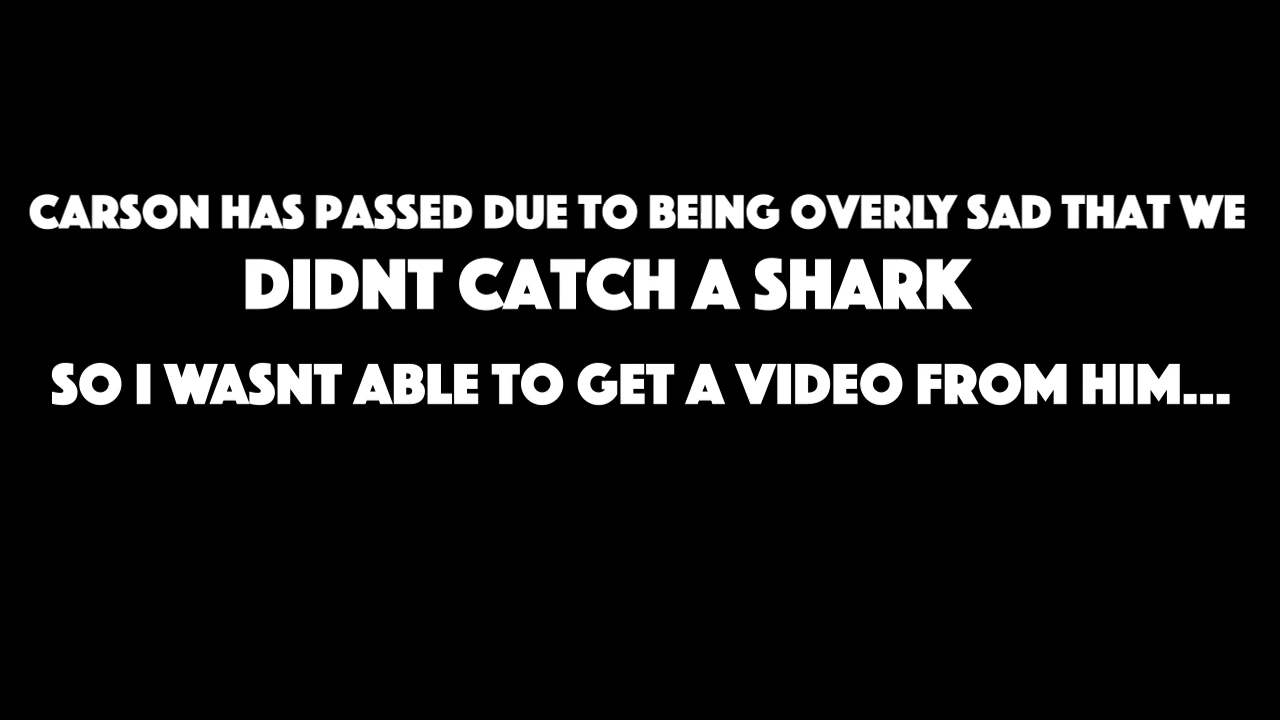 CARSON HAS PASSED DUE TO BEING OVERLY SAD THAT WE
DIDNT CATCH A SHARK
SO I WASNT ABLE TO GET A VIDEO FROM HIM...